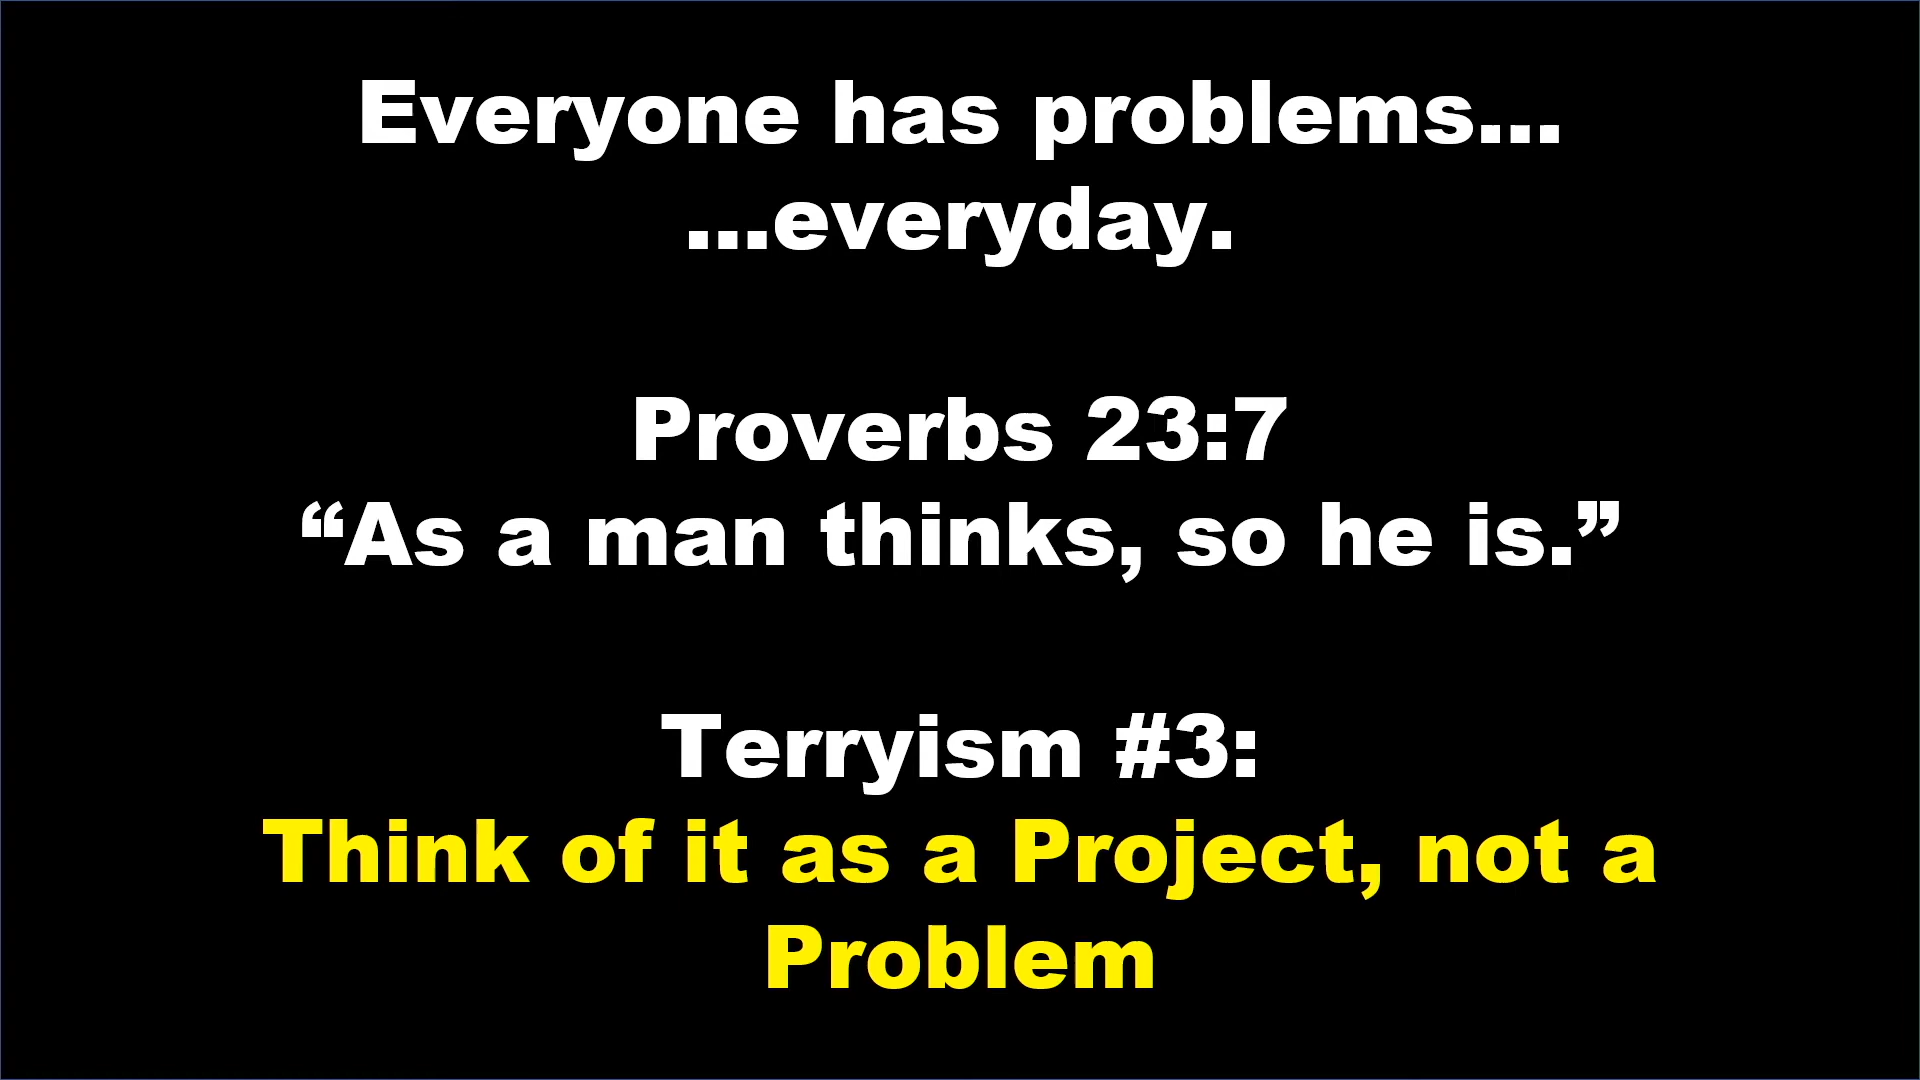 Everyone has problems…
…everyday.
Proverbs 23:7
“As a man thinks, so he is.”
Terryism #3:
Think of it as a Project, not a
Problem